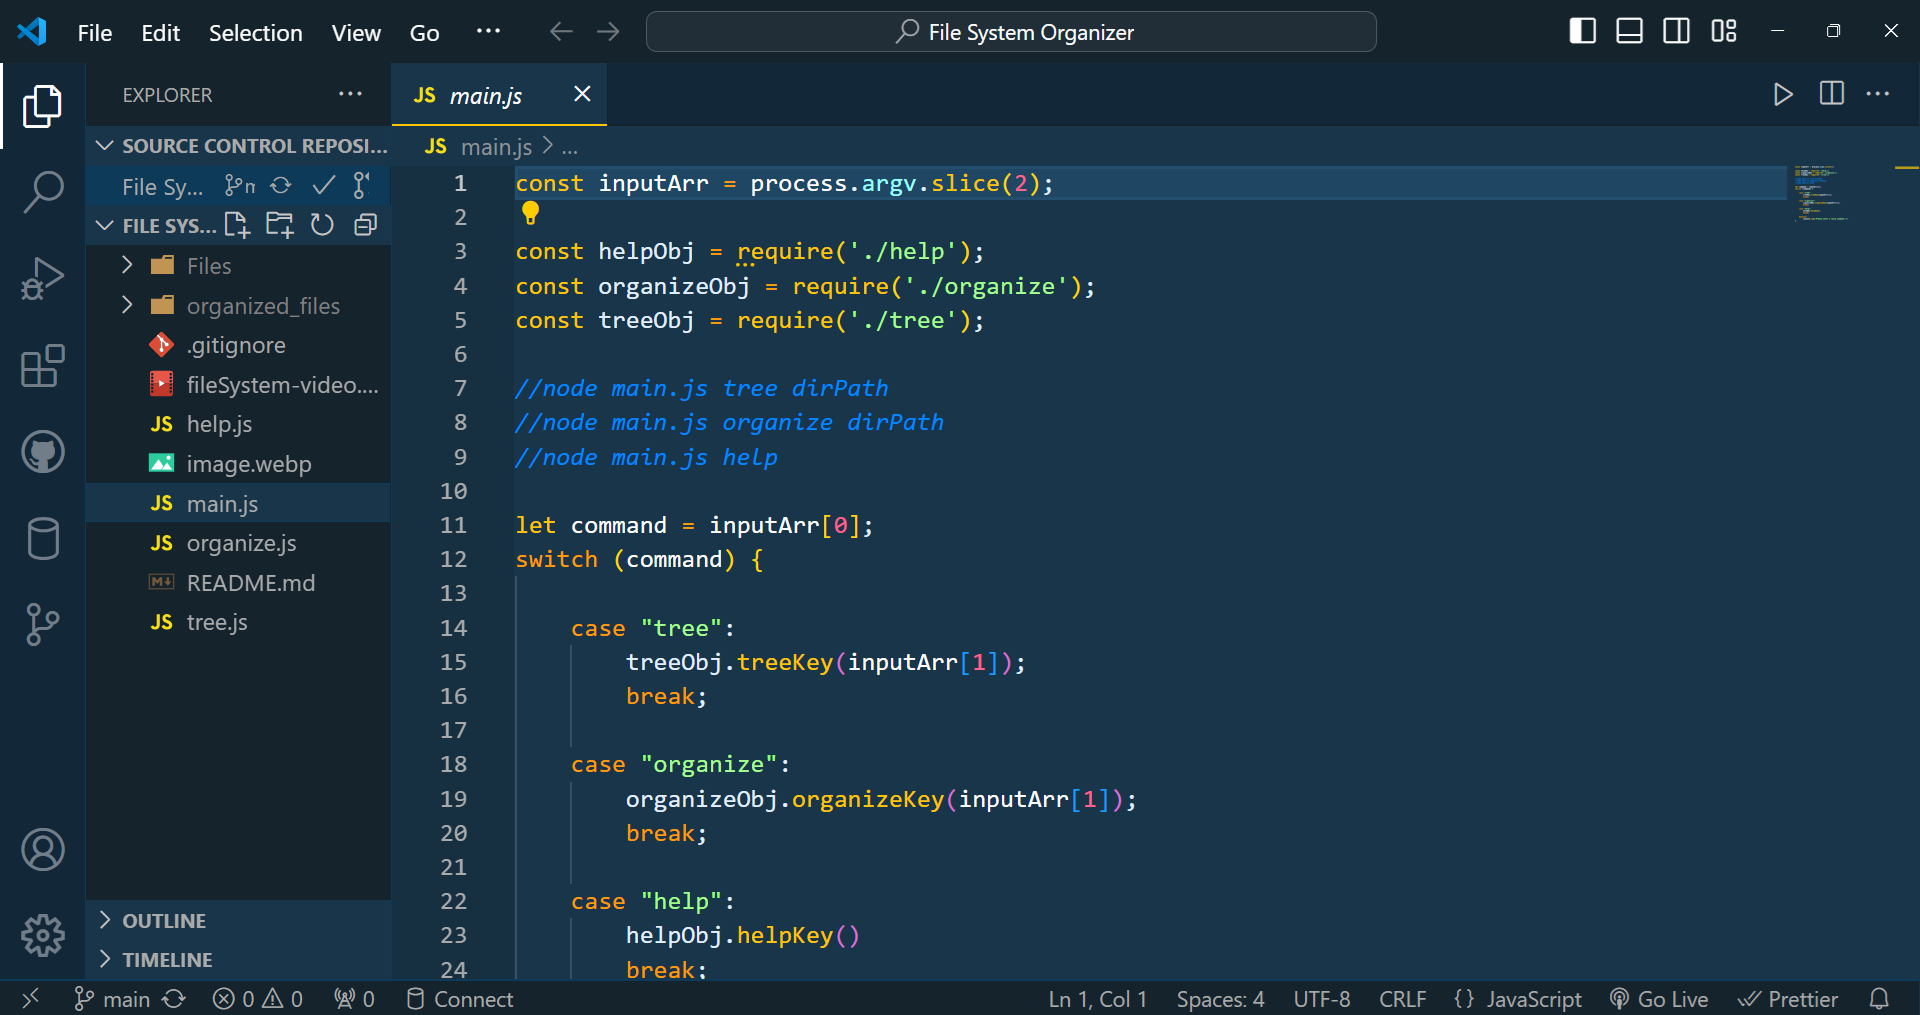 File Edit Selection View Go ··· File System Organizer
EXPLORER ···
JS main.js
SOURCE CONTROL REPOSI...
File Sy... m
FILE SYS...
Files
organized_files
.gitignore
fileSystem-video....
JS help.js
image.webp
JS main.js
JS organize.js
README.md
JS tree.js
OUTLINE
TIMELINE
JS main.js > ...
1 const inputArr = process.argv.slice(2);
2
3 const helpObj = require('./help');
4 const organizeObj = require('./organize');
5 const treeObj = require('./tree');
6
7 //node main.js tree dirPath
8 //node main.js organize dirPath
9 //node main.js help
10
11 let command = inputArr[0];
12 switch (command) {
13
14     case "tree":
15         treeObj.treeKey(inputArr[1]);
16         break;
17
18     case "organize":
19         organizeObj.organizeKey(inputArr[1]);
20         break;
21
22     case "help":
23         helpObj.helpKey()
24         break;
main 0 0 0 Connect Ln 1, Col 1 Spaces: 4 UTF-8 CRLF {} JavaScript Go Live Prettier